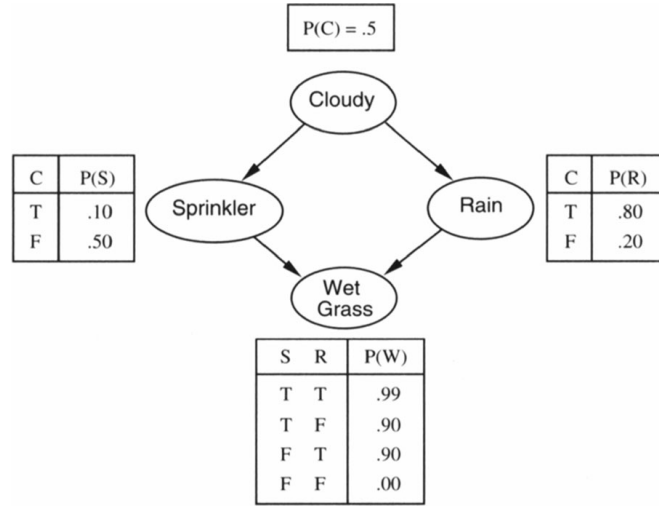 P(C) = .5
Cloudy
C P(S)
T .10
F .50
Sprinkler
Rain
C P(R)
T .80
F .20
Wet
Grass
S R P(W)
T T .99
T F .90
F T .90
F F .00